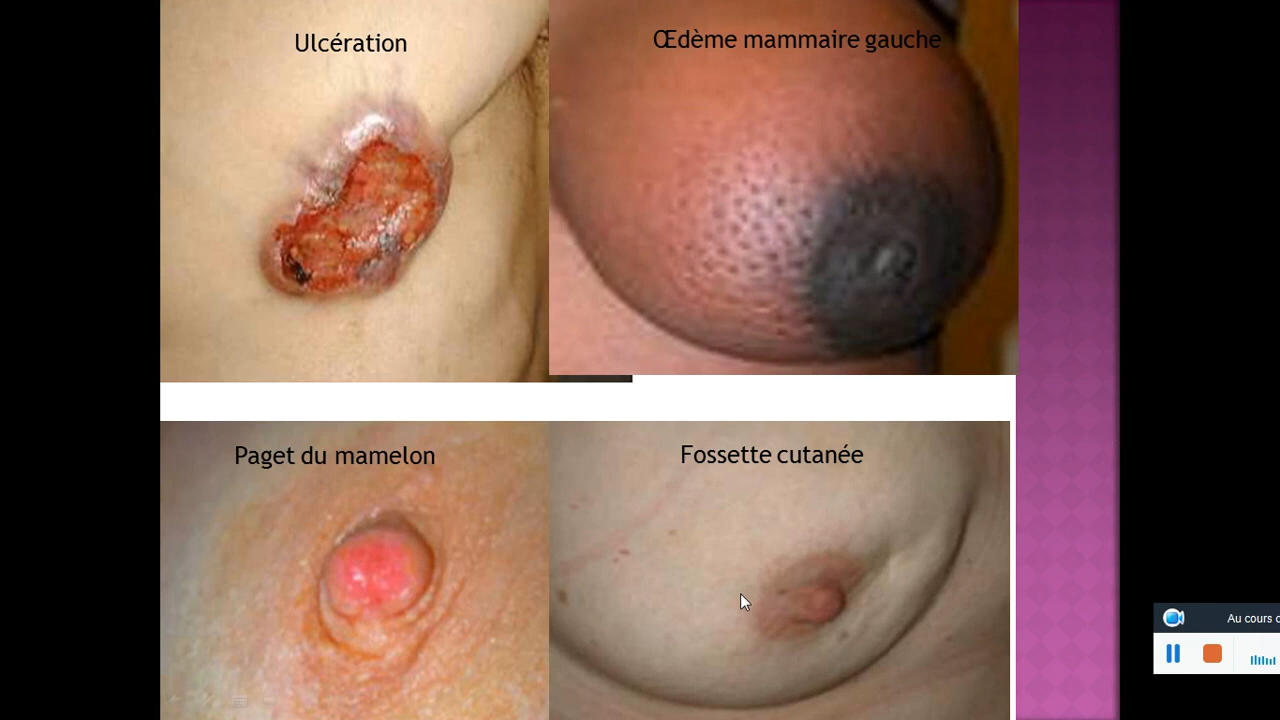 Ulcération
Œdème mammaire gauche
Paget du mamelon
Fossette cutanée
Au cours